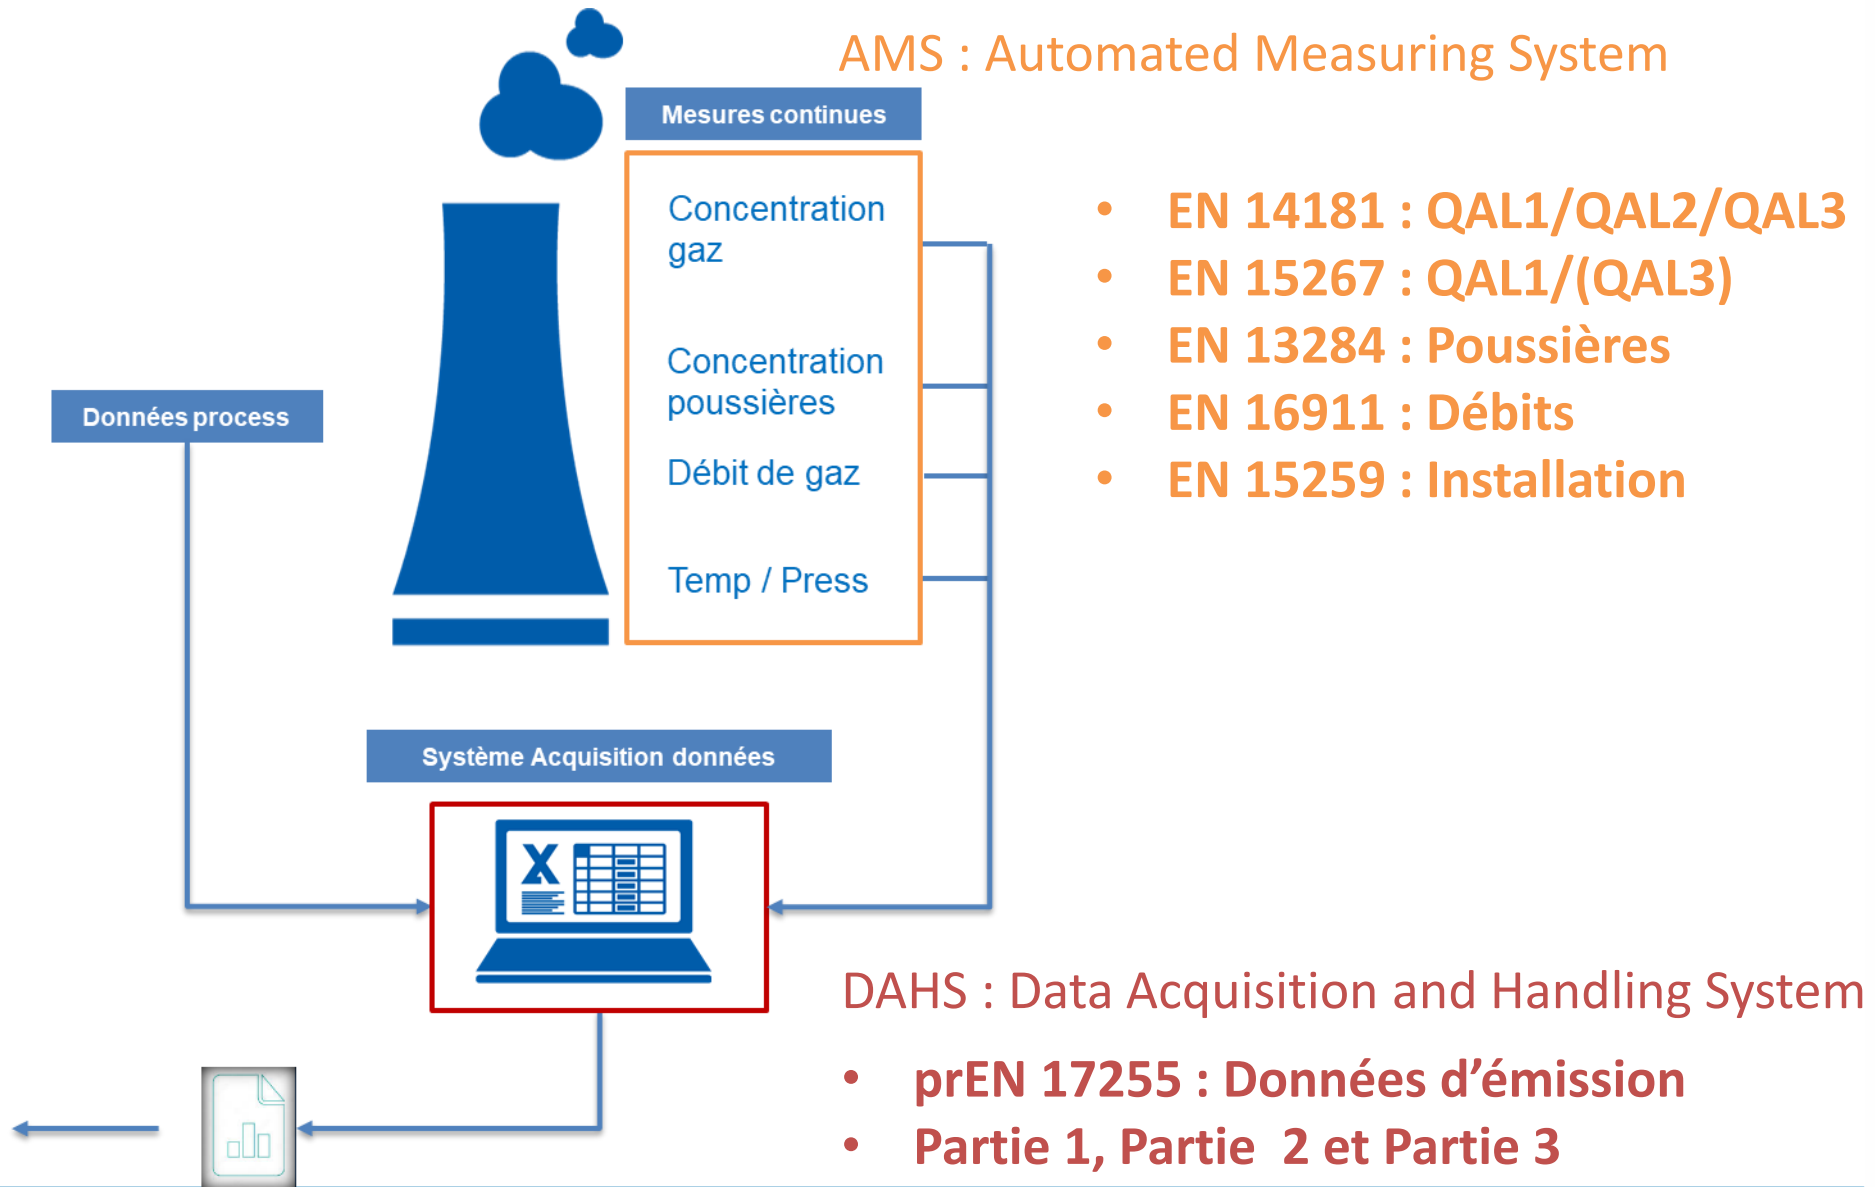 AMS : Automated Measuring System
Mesures continues
Concentration
gaz
Concentration
poussières
Débit de gaz
Temp / Press
• EN 14181 : QAL1/QAL2/QAL3
• EN 15267 : QAL1/(QAL3)
• EN 13284 : Poussières
• EN 16911 : Débits
• EN 15259 : Installation
Données process
Système Acquisition données
X
DAHS : Data Acquisition and Handling System
• prEN 17255 : Données d’émission
• Partie 1, Partie  2 et Partie 3